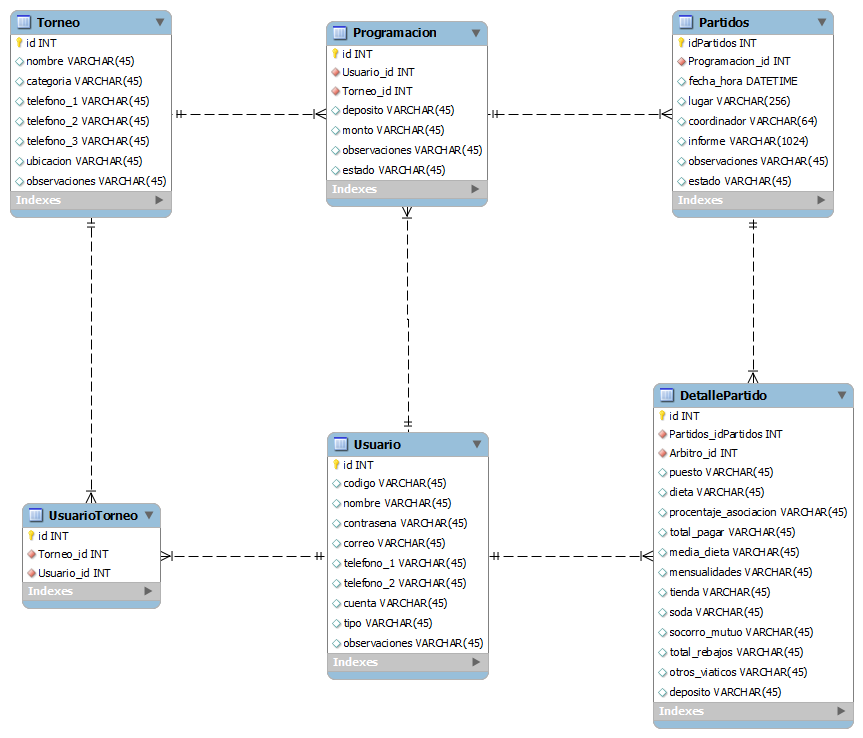 Torneo
id INT
nombre VARCHAR(45)
categoria VARCHAR(45)
telefono_1 VARCHAR(45)
telefono_2 VARCHAR(45)
telefono_3 VARCHAR(45)
ubicacion VARCHAR(45)
observaciones VARCHAR(45)
Indexes
Programacion
id INT
Usuario_id INT
Torneo_id INT
deposito VARCHAR(45)
monto VARCHAR(45)
observaciones VARCHAR(45)
estado VARCHAR(45)
Indexes
Partidos
idPartidos INT
Programacion_id INT
fecha_hora DATETIME
lugar VARCHAR(256)
coordinador VARCHAR(64)
informe VARCHAR(1024)
observaciones VARCHAR(45)
estado VARCHAR(45)
Indexes
UsuarioTorneo
id INT
Torneo_id INT
Usuario_id INT
Indexes
Usuario
id INT
codigo VARCHAR(45)
nombre VARCHAR(45)
contrasena VARCHAR(45)
correo VARCHAR(45)
telefono_1 VARCHAR(45)
telefono_2 VARCHAR(45)
cuenta VARCHAR(45)
tipo VARCHAR(45)
observaciones VARCHAR(45)
Indexes
DetallePartido
id INT
Partidos_idPartidos INT
Arbitro_id INT
puesto VARCHAR(45)
dieta VARCHAR(45)
procentaje_asociacion VARCHAR(45)
total_pagar VARCHAR(45)
media_dieta VARCHAR(45)
mensualidades VARCHAR(45)
tienda VARCHAR(45)
soda VARCHAR(45)
socorro_mutuo VARCHAR(45)
total_rebajos VARCHAR(45)
otros_viaticos VARCHAR(45)
deposito VARCHAR(45)
Indexes